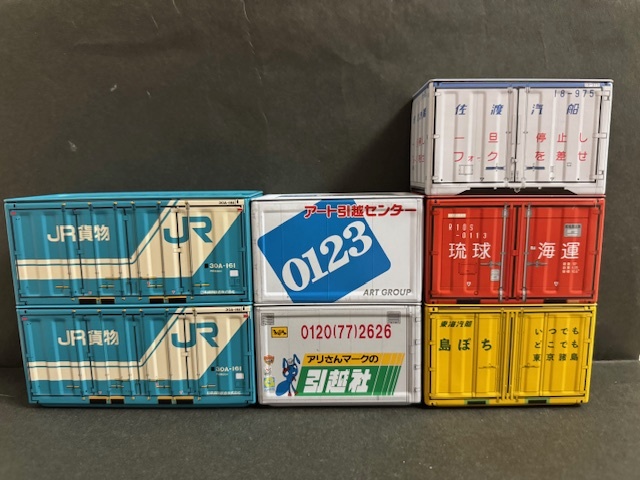 JR貨物
JR
30A-161
JR貨物
JR
30A-161
アート引越センター
0123
ART GROUP
0120(77)2626
アリさんマークの
引越社
18-975
佐渡汽船
一旦停止し
フォークを差せ
R10S
-8113
琉球海運
東海汽船
島ぽち
いつでも
どこでも
東京諸島